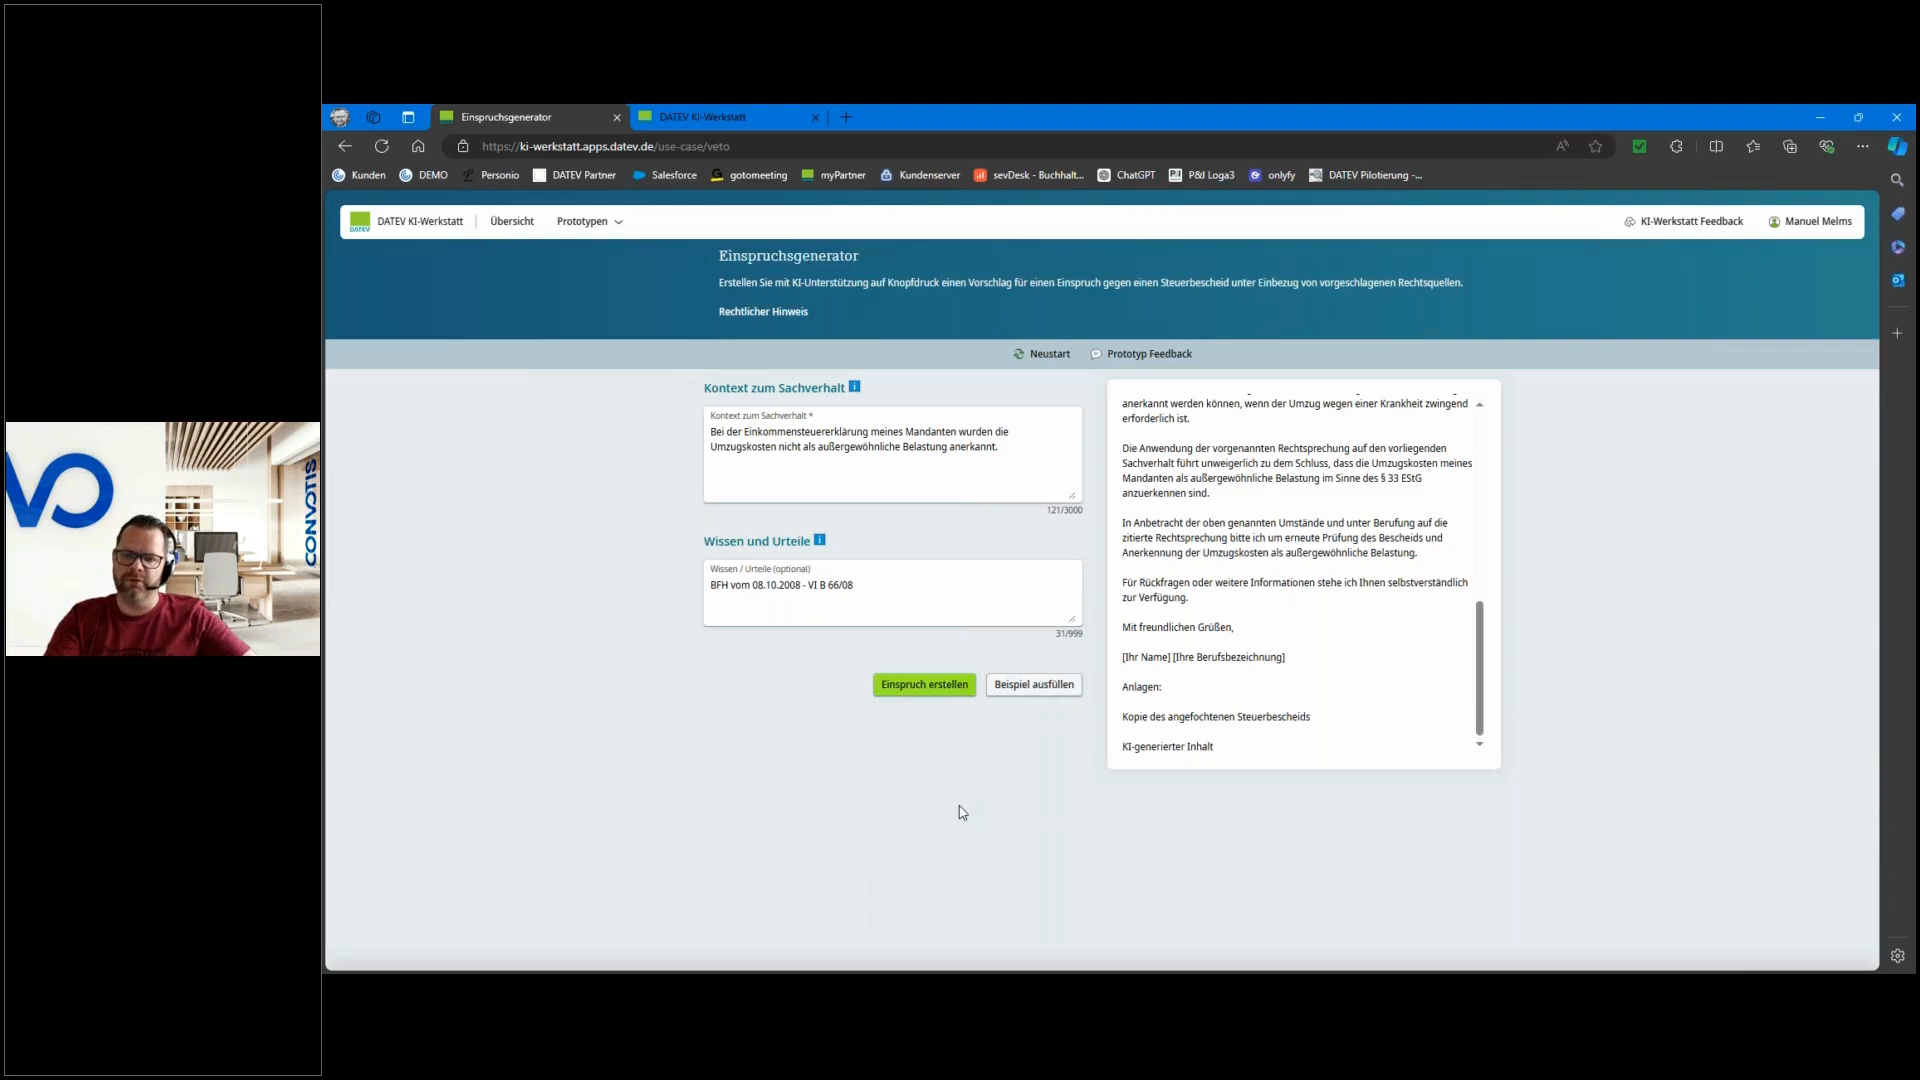 Einspruchsgenerator
DATEV KI-Werkstatt
https://ki-werkstatt.apps.datev.de/use-case/veto
Kunden
DEMO
Personio
DATEV Partner
Salesforce
gotomeeting
myPartner
Kundenserver
sevDesk - Buchhalt...
ChatGPT
P&I Loga3
onlyfy
DATEV Pilotierung -...
DATEV
DATEV KI-Werkstatt
Übersicht
Prototypen
KI-Werkstatt Feedback
Manuel Melms
Einspruchsgenerator
Erstellen Sie mit KI-Unterstützung auf Knopfdruck einen Vorschlag für einen Einspruch gegen einen Steuerbescheid unter Einbezug von vorgeschlagenen Rechtsquellen.
Rechtlicher Hinweis
Neustart
Prototyp Feedback
Kontext zum Sachverhalt
Kontext zum Sachverhalt *
Bei der Einkommensteuererklärung meines Mandanten wurden die
Umzugskosten nicht als außergewöhnliche Belastung anerkannt.
121/3000
Wissen und Urteile
Wissen / Urteile (optional)
BFH vom 08.10.2008 - VI B 66/08
31/999
Einspruch erstellen
Beispiel ausfüllen
anerkannt werden können, wenn der Umzug wegen einer Krankheit zwingend
erforderlich ist.
Die Anwendung der vorgenannten Rechtsprechung auf den vorliegenden
Sachverhalt führt unweigerlich zu dem Schluss, dass die Umzugskosten meines
Mandanten als außergewöhnliche Belastung im Sinne des § 33 EStG
anzuerkennen sind.
In Anbetracht der oben genannten Umstände und unter Berufung auf die
zitierte Rechtsprechung bitte ich um erneute Prüfung des Bescheids und
Anerkennung der Umzugskosten als außergewöhnliche Belastung.
Für Rückfragen oder weitere Informationen stehe ich Ihnen selbstverständlich
zur Verfügung.
Mit freundlichen Grüßen,
[Ihr Name] [Ihre Berufsbezeichnung]
Anlagen:
Kopie des angefochtenen Steuerbescheids
KI-generierter Inhalt
CONVOTIS